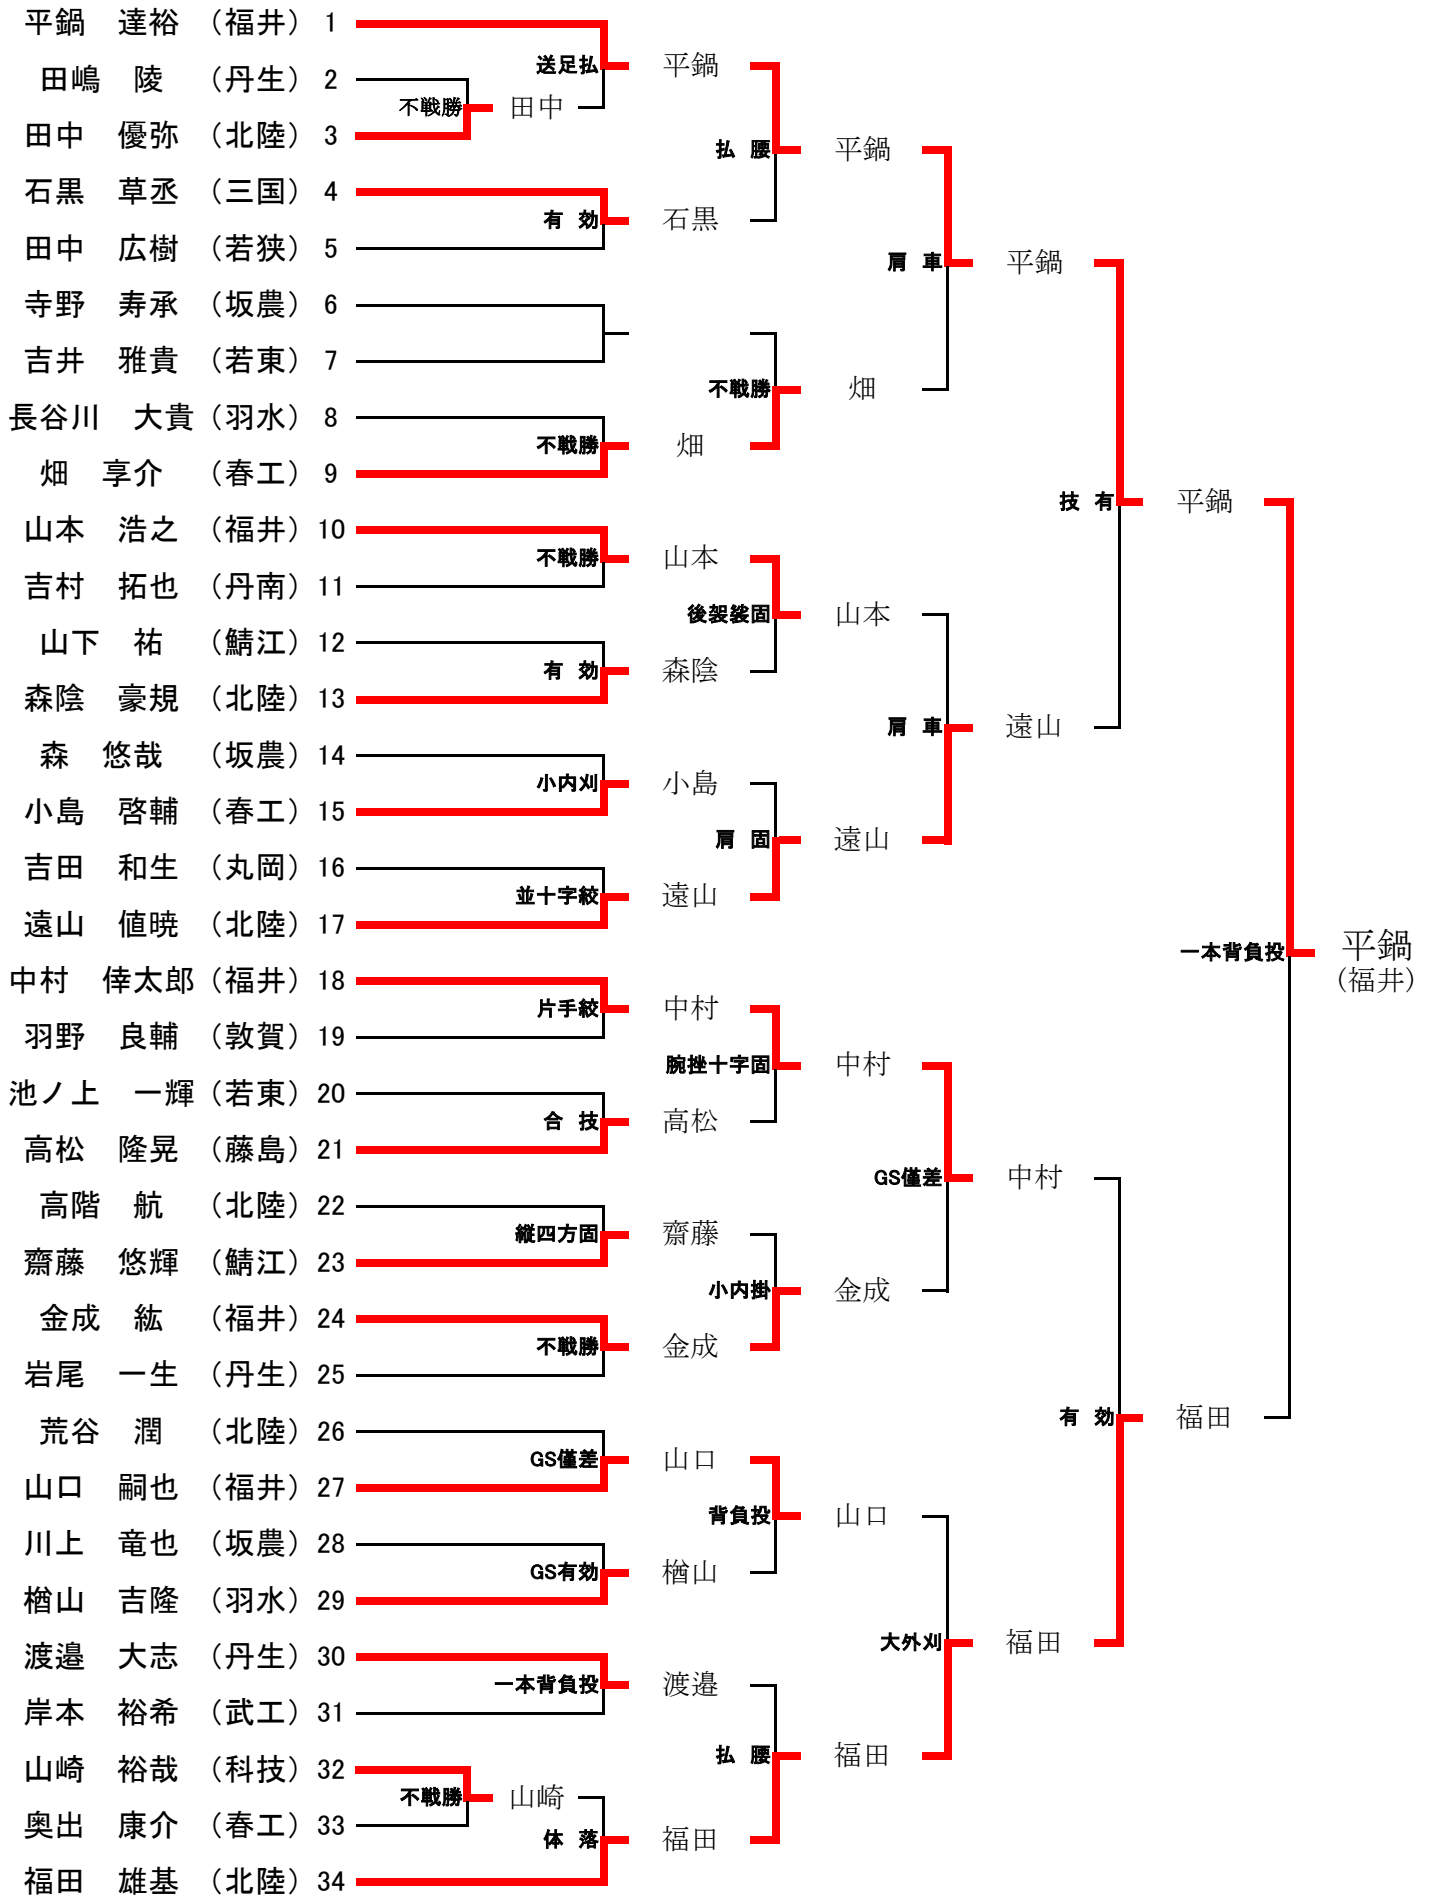 平鍋　達裕　（福井） 1
田嶋　陵　（丹生） 2
田中　優弥　（北陸） 3
石黒　草丞　（三国） 4
田中　広樹　（若狭） 5
寺野　寿承　（坂農） 6
吉井　雅貴　（若東） 7
長谷川　大貴（羽水） 8
畑　享介　（春工） 9
山本　浩之　（福井） 10
吉村　拓也　（丹南） 11
山下　祐　（鯖江） 12
森陰　豪規　（北陸） 13
森　悠哉　（坂農） 14
小島　啓輔　（春工） 15
吉田　和生　（丸岡） 16
遠山　値暁　（北陸） 17
中村　倖太郎（福井） 18
羽野　良輔　（敦賀） 19
池ノ上　一輝（若東） 20
高松　隆晃　（藤島） 21
高階　航　（北陸） 22
齋藤　悠輝　（鯖江） 23
金成　紘　（福井） 24
岩尾　一生　（丹生） 25
荒谷　潤　（北陸） 26
山口　嗣也　（福井） 27
川上　竜也　（坂農） 28
楢山　吉隆　（羽水） 29
渡邉　大志　（丹生） 30
岸本　裕希　（武工） 31
山崎　裕哉　（科技） 32
奥出　康介　（春工） 33
福田　雄基　（北陸） 34
不戦勝
田中
不戦勝
山崎
送足払
平鍋
有 効
石黒
不戦勝
畑
不戦勝
山本
有 効
森陰
小内刈
小島
並十字絞
遠山
片手絞
中村
合 技
高松
縦四方固
齋藤
不戦勝
金成
GS僅差
山口
GS有効
楢山
一本背負投
渡邉
体 落
福田
払 腰
平鍋
不戦勝
畑
後袈裟固
山本
肩 固
遠山
腕挫十字固
中村
小内掛
金成
背負投
山口
払 腰
福田
肩 車
平鍋
肩 車
遠山
GS僅差
中村
大外刈
福田
技 有
平鍋
有 効
福田
一本背負投
平鍋
（福井）